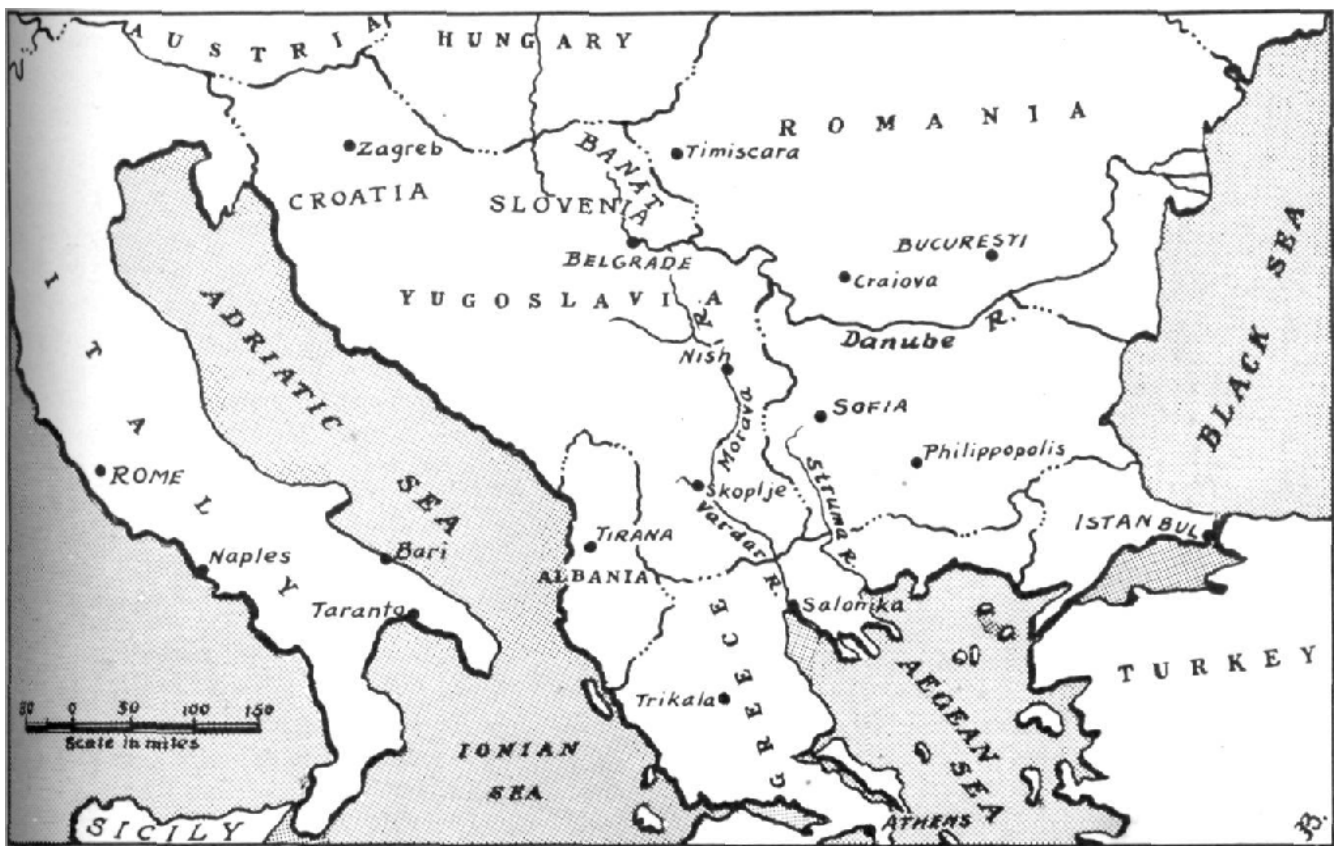 AUSTRIA
HUNGARY
ROMANIA
Zagreb
BANAT
Timiscara
CROATIA
SLOVENIA
BELGRADE
BUCURESTI
Craiova
YUGOSLAVIA
ITALY
ADRIATIC SEA
BLACK SEA
Danube R.
Nish
R.
Morava
SOFIA
Philippopolis
ROME
Skoplje
Struma R.
Vardar R.
ISTANBUL
TIRANA
ALBANIA
Naples
Bari
Taranto
Salonika
GREECE
AEGEAN SEA
TURKEY
Trikala
50 0 50 100 150
Scale in miles
IONIAN SEA
SICILY
ATHENS